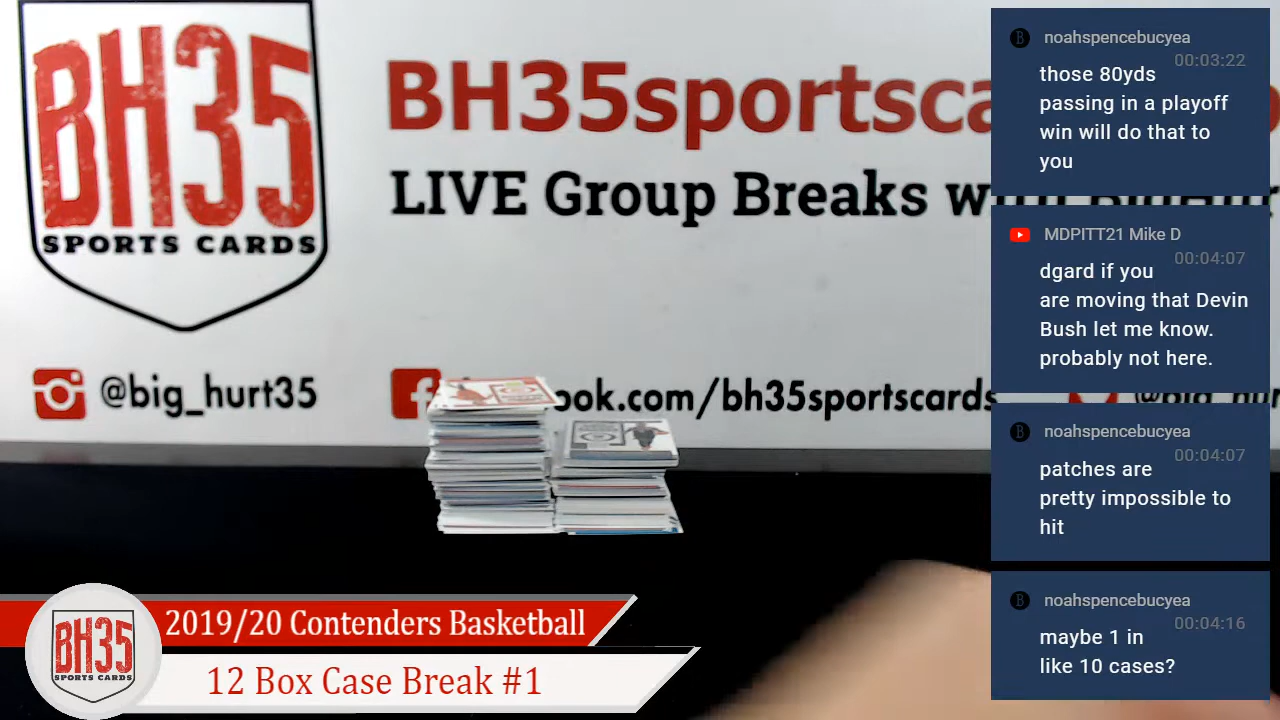 BH35
SPORTS CARDS
BH35sportsca
LIVE Group Breaks
@big_hurt35
ook.com/bh35sportscards
noahspencebucyea
00:03:22
those 80yds
passing in a playoff
win will do that to
you
MDPITT21 Mike D
00:04:07
dgard if you
are moving that Devin
Bush let me know.
probably not here.
noahspencebucyea
00:04:07
patches are
pretty impossible to
hit
noahspencebucyea
00:04:16
maybe 1 in
like 10 cases?
BH35
SPORTS CARDS
2019/20 Contenders Basketball
12 Box Case Break #1